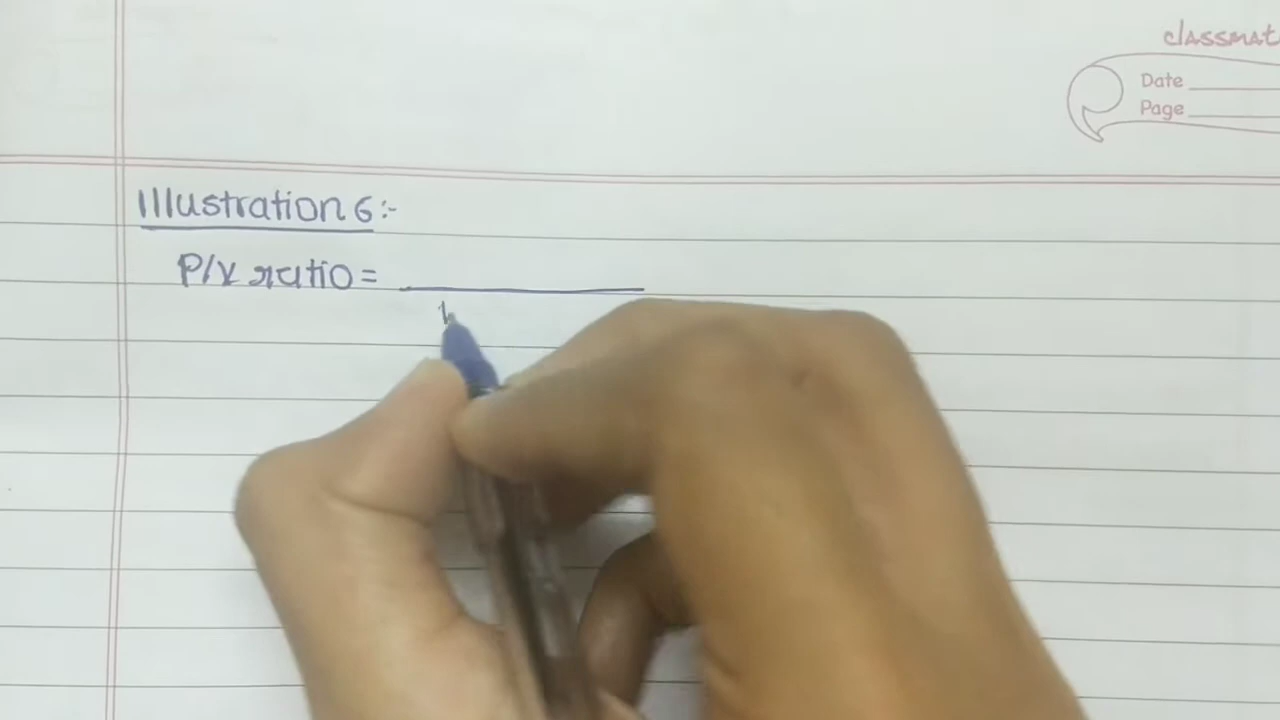 classmat
Date
Page
Illustration 6:-
P/V ratio =